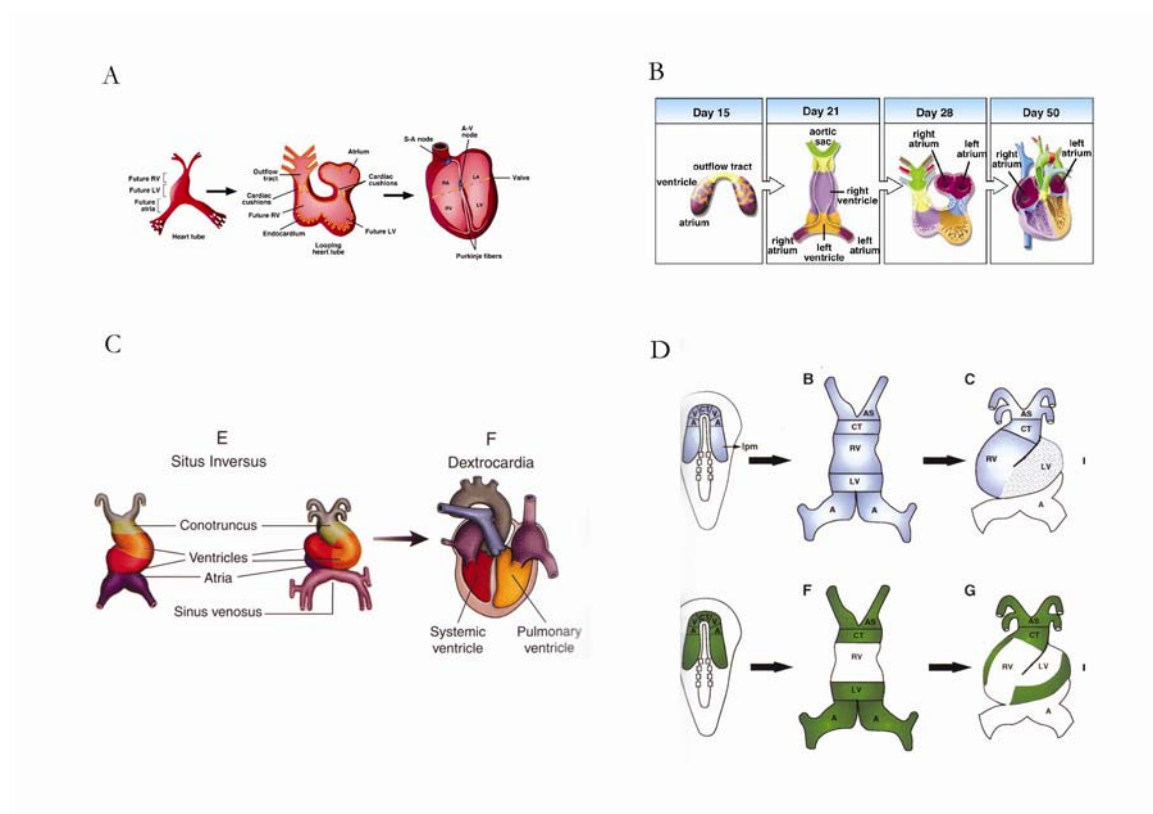 A
S-A node
A-V
node
Atrium
Outflow
tract
Cardiac
cushions
Valve
Future RV
Future LV
Future
atria
RA
LA
Cardiac
cushions
RV
LV
Future RV
Heart tube
Endocardium
Future LV
Looping
heart tube
Purkinje fibers
B
Day 15
Day 21
Day 28
Day 50
aortic
sac
right
atrium
left
atrium
right
atrium
left
atrium
outflow tract
ventricle
right
ventricle
atrium
right
atrium
left
ventricle
left
atrium
C
E
Situs Inversus
F
Dextrocardia
Conotruncus
Ventricles
Atria
Sinus venosus
Systemic
ventricle
Pulmonary
ventricle
D
B
C
V CT V
A A
lpm
AS
CT
RV
LV
A A
AS
CT
RV
LV
A
F
G
V CT V
A A
AS
CT
RV
LV
A A
AS
CT
RV LV
A